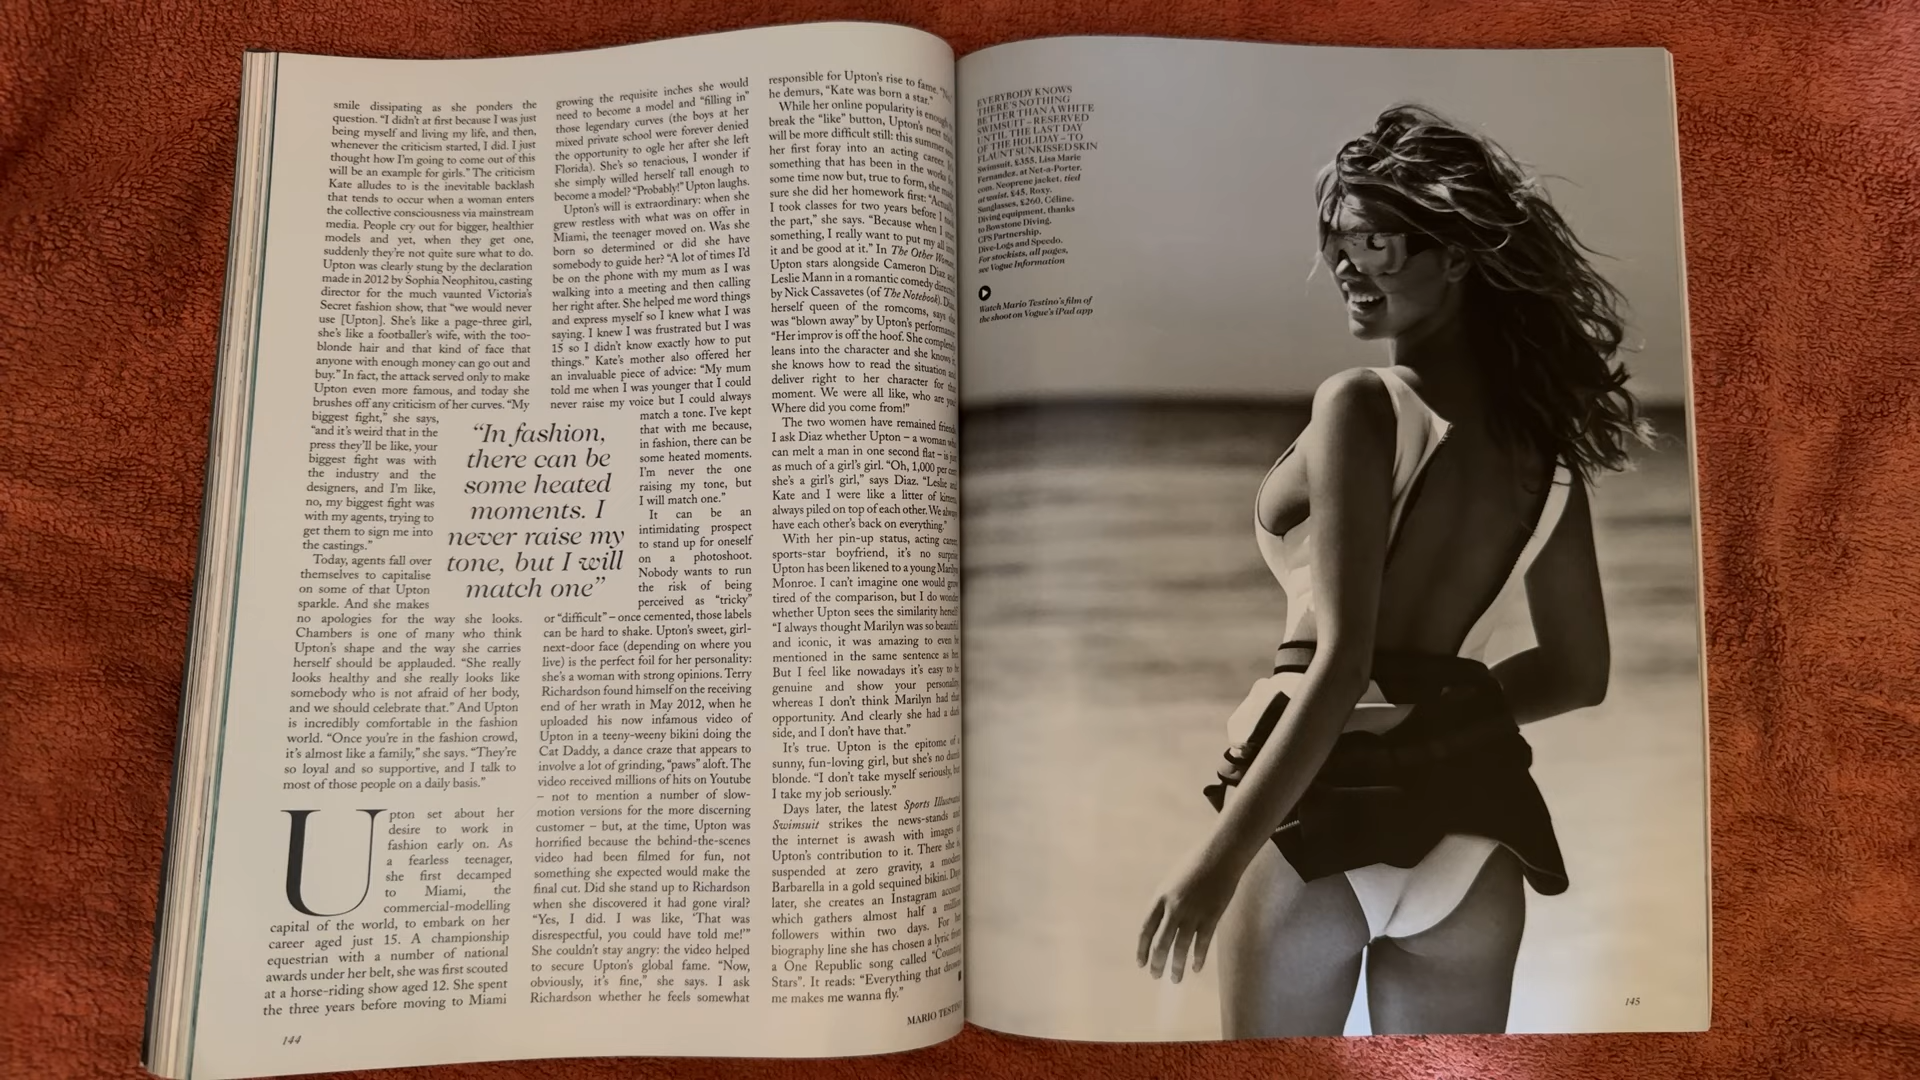 smile dissipating as she ponders the
question. “I didn’t at first because I was just
being myself and living my life, and then,
whenever the criticism started, I did. I just
thought how I’m going to come out of this
will be an example for girls.” The criticism
Kate alludes to is the inevitable backlash
that tends to occur when a woman enters
the collective consciousness via mainstream
media. People cry out for bigger, healthier
models and yet, when they get one,
suddenly they’re not quite sure what to do.
Upton was clearly stung by the declaration
made in 2012 by Sophia Neophitou, casting
director for the much vaunted Victoria’s
Secret fashion show, that “we would never
use [Upton]. She’s like a page-three girl,
she’s like a footballer’s wife, with the too-
blonde hair and that kind of face that
anyone with enough money can go out and
buy.” In fact, the attack served only to make
Upton even more famous, and today she
brushes off any criticism of her curves. “My
biggest fight,” she says,
“and it’s weird that in the
press they’ll be like, your
biggest fight was with
the industry and the
designers, and I’m like,
no, my biggest fight was
with my agents, trying to
get them to sign me into
the castings.”
Today, agents fall over
themselves to capitalise
on some of that Upton
sparkle. And she makes
no apologies for the way she looks.
Chambers is one of many who think
Upton’s shape and the way she carries
herself should be applauded. “She really
looks healthy and she really looks like
somebody who is not afraid of her body,
and we should celebrate that.” And Upton
is incredibly comfortable in the fashion
world. “Once you’re in the fashion crowd,
it’s almost like a family,” she says. “They’re
so loyal and so supportive, and I talk to
most of those people on a daily basis.”
Upton set about her
desire to work in
fashion early on. As
a fearless teenager,
she first decamped
to Miami, the
commercial-modelling
capital of the world, to embark on her
career aged just 15. A championship
equestrian with a number of national
awards under her belt, she was first scouted
at a horse-riding show aged 12. She spent
the three years before moving to Miami
144
growing the requisite inches she would
need to become a model and “filling in”
those legendary curves (the boys at her
mixed private school were forever denied
the opportunity to ogle her after she left
Florida). She’s so tenacious, I wonder if
she simply willed herself tall enough to
become a model? “Probably!” Upton laughs.
Upton’s will is extraordinary: when she
grew restless with what was on offer in
Miami, the teenager moved on. Was she
born so determined or did she have
somebody to guide her? “A lot of times I’d
be on the phone with my mum as I was
walking into a meeting and then calling
her right after. She helped me word things
and express myself so I knew what I was
saying. I knew I was frustrated but I was
15 so I didn’t know exactly how to put
things.” Kate’s mother also offered her
an invaluable piece of advice: “My mum
told me when I was younger that I could
never raise my voice but I could always
match a tone. I’ve kept
that with me because,
in fashion, there can be
some heated moments.
I’m never the one
raising my tone, but
I will match one.”
It can be an
intimidating prospect
to stand up for oneself
on a photoshoot.
Nobody wants to run
the risk of being
perceived as “tricky”
or “difficult” – once cemented, those labels
can be hard to shake. Upton’s sweet, girl-
next-door face (depending on where you
live) is the perfect foil for her personality:
she’s a woman with strong opinions. Terry
Richardson found himself on the receiving
end of her wrath in May 2012, when he
uploaded his now infamous video of
Upton in a teeny-weeny bikini doing the
Cat Daddy, a dance craze that appears to
involve a lot of grinding, “paws” aloft. The
video received millions of hits on Youtube
– not to mention a number of slow-
motion versions for the more discerning
customer – but, at the time, Upton was
horrified because the behind-the-scenes
video had been filmed for fun, not
something she expected would make the
final cut. Did she stand up to Richardson
when she discovered it had gone viral?
“Yes, I did. I was like, ‘That was
disrespectful, you could have told me!’”
She couldn’t stay angry: the video helped
to secure Upton’s global fame. “Now,
obviously, it’s fine,” she says. I ask
Richardson whether he feels somewhat
“In fashion,
there can be
some heated
moments. I
never raise my
tone, but I will
match one”
responsible for Upton’s rise to fame.
he demurs, “Kate was born a star.”
While her online popularity is enough
break the “like” button, Upton’s next
will be more difficult still: this summer
her first foray into an acting career.
something that has been in the works
some time now but, true to form, she
sure she did her homework first: “Actually
I took classes for two years before I
the part,” she says. “Because when I
something, I really want to put my all
it and be good at it.” In The Other Woman
Upton stars alongside Cameron Diaz and
Leslie Mann in a romantic comedy directed
by Nick Cassavetes (of The Notebook).
herself queen of the romcoms, says
was “blown away” by Upton’s performance
“Her improv is off the hoof. She completely
leans into the character and she knows
she knows how to read the situation and
deliver right to her character for that
moment. We were all like, who are you?
Where did you come from!”
The two women have remained friends
I ask Diaz whether Upton – a woman who
can melt a man in one second flat – is
as much of a girl’s girl. “Oh, 1,000 per cent
she’s a girl’s girl,” says Diaz. “Leslie
Kate and I were like a litter of kittens
always piled on top of each other. We always
have each other’s back on everything.”
With her pin-up status, acting career,
sports-star boyfriend, it’s no surprise
Upton has been likened to a young Marilyn
Monroe. I can’t imagine one would
tired of the comparison, but I do wonder
whether Upton sees the similarity herself.
“I always thought Marilyn was so beautiful
and iconic, it was amazing to even be
mentioned in the same sentence as
But I feel like nowadays it’s easy to be
genuine and show your personality
whereas I don’t think Marilyn had that
opportunity. And clearly she had a dark
side, and I don’t have that.”
It’s true. Upton is the epitome of a
sunny, fun-loving girl, but she’s no dumb
blonde. “I don’t take myself seriously, but
I take my job seriously.”
Days later, the latest Sports Illustrated
Swimsuit strikes the news-stands and
the internet is awash with images of
Upton’s contribution to it. There she is,
suspended at zero gravity, a modern
Barbarella in a gold sequined bikini. Days
later, she creates an Instagram account
which gathers almost half a million
followers within two days. For her
biography line she has chosen a lyric from
a One Republic song called “Counting
Stars”. It reads: “Everything that drowns
me makes me wanna fly.”
MARIO TESTINO
EVERYBODY KNOWS
THERE’S NOTHING
BETTER THAN A WHITE
SWIMSUIT – RESERVED
UNTIL THE LAST DAY
OF THE HOLIDAY – TO
FLAUNT SUNKISSED SKIN
Swimsuit, £355, Lisa Marie
Fernandez, at Net-a-Porter.
com. Neoprene jacket, tied
at waist, £45, Roxy.
Sunglasses, £260, Céline.
Diving equipment, thanks
to Bowstone Diving,
CPS Partnership,
Dive-Logs and Speedo.
For stockists, all pages,
see Vogue Information
Watch Mario Testino’s film of
the shoot on Vogue’s iPad app
145